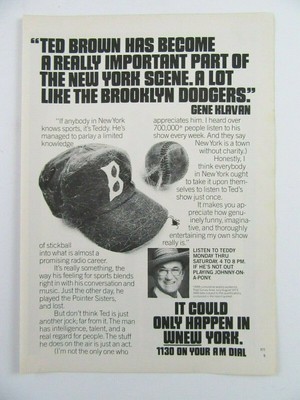 “TED BROWN HAS BECOME
A REALLY IMPORTANT PART OF
THE NEW YORK SCENE. A LOT
LIKE THE BROOKLYN DODGERS.”
GENE KLAVAN
“If anybody in New York
knows sports, it's Teddy. He's
managed to parlay a limited
knowledge
B
of stickball
into what is almost a
promising radio career.
It's really something, the
way his feeling for sports blends
right in with his conversation and
music. Just the other day, he
played the Pointer Sisters,
and lost.
But don't think Ted is just
another jock; far from it. The man
has intelligence, talent, and a
real regard for people. The stuff
he does on the air is just an act.
(I'm not the only one who
appreciates him. I heard over
700,000* people listen to his
show every week. And they say
New York is a town
without charity.)
Honestly, I
think everybody
in New York ought
to take it upon them-
selves to listen to Ted's
show just once.
It makes you ap-
preciate how genu-
inely funny, imagina-
tive, and thoroughly
entertaining my own show
really is.”
LISTEN TO TEDDY
MONDAY THRU
SATURDAY, 4 TO 8 PM.
IF HE'S NOT OUT
PLAYING JOHNNY-ON-
A-PONY.
IT COULD
ONLY HAPPEN IN
WNEW YORK.
1130 ON YOUR AM DIAL